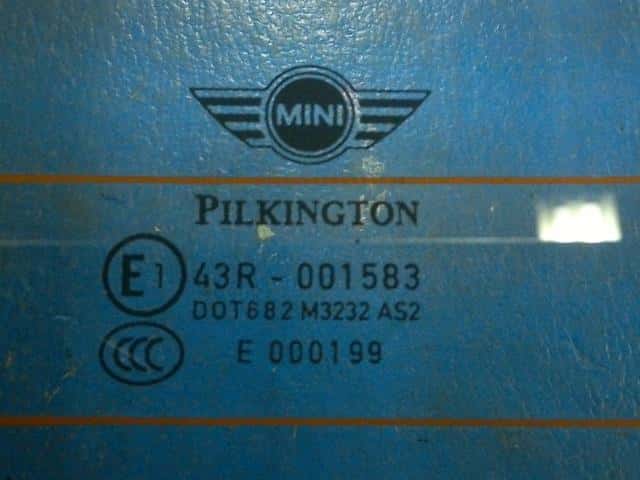 MINI
PILKINGTON
E1 43R - 001583
DOT682 M3232 AS2
CCC E 000199